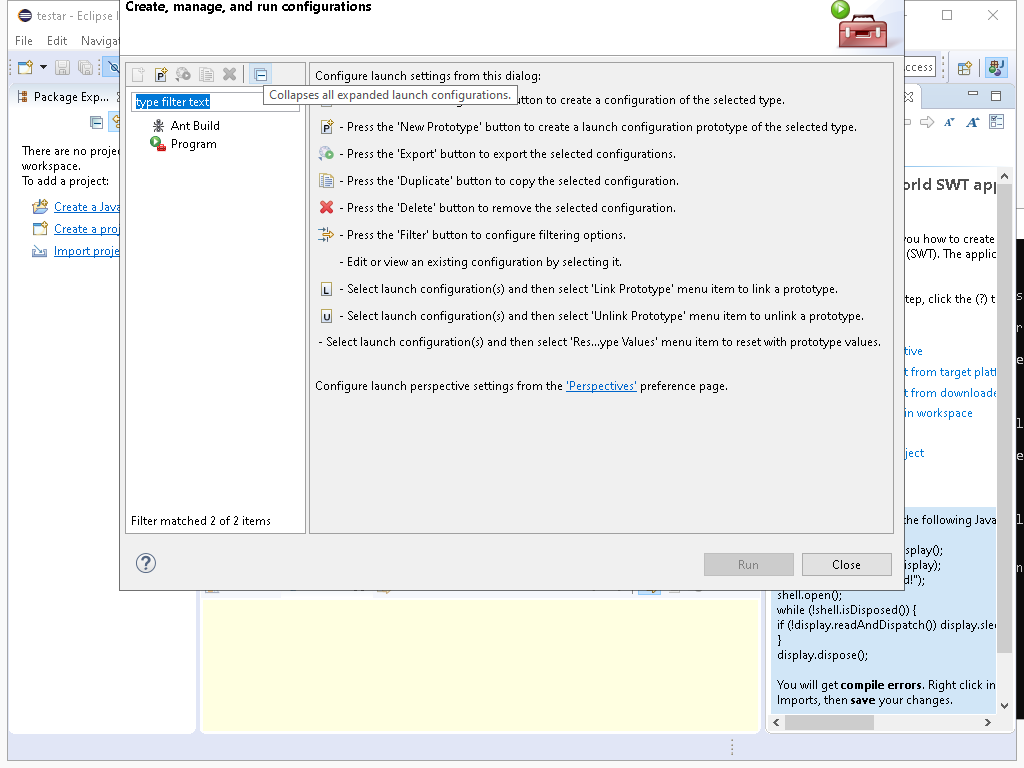 Create, manage, and run configurations
testar - Eclipse I
File Edit Navigat
ccess
Package Exp...
Configure launch settings from this dialog:
Collapses all expanded launch configurations.
type filter text
utton to create a configuration of the selected type.
Ant Build
Program
- Press the 'New Prototype' button to create a launch configuration prototype of the selected type.
- Press the 'Export' button to export the selected configurations.
- Press the 'Duplicate' button to copy the selected configuration.
- Press the 'Delete' button to remove the selected configuration.
- Press the 'Filter' button to configure filtering options.
- Edit or view an existing configuration by selecting it.
- Select launch configuration(s) and then select 'Link Prototype' menu item to link a prototype.
- Select launch configuration(s) and then select 'Unlink Prototype' menu item to unlink a prototype.
- Select launch configuration(s) and then select 'Res...ype Values' menu item to reset with prototype values.
Configure launch perspective settings from the 'Perspectives' preference page.
Filter matched 2 of 2 items
Run
Close
There are no projec
workspace.
To add a project:
Create a Java
Create a proj
Import proje
orld SWT app
you how to create
(SWT). The applic
tep, click the (?) t
tive
t from target platf
t from downloade
in workspace
ject
the following Java
splay();
isplay);
d!");
shell.open();
while (!shell.isDisposed()) {
if (!display.readAndDispatch()) display.slee
}
display.dispose();
You will get compile errors. Right click in
Imports, then save your changes.